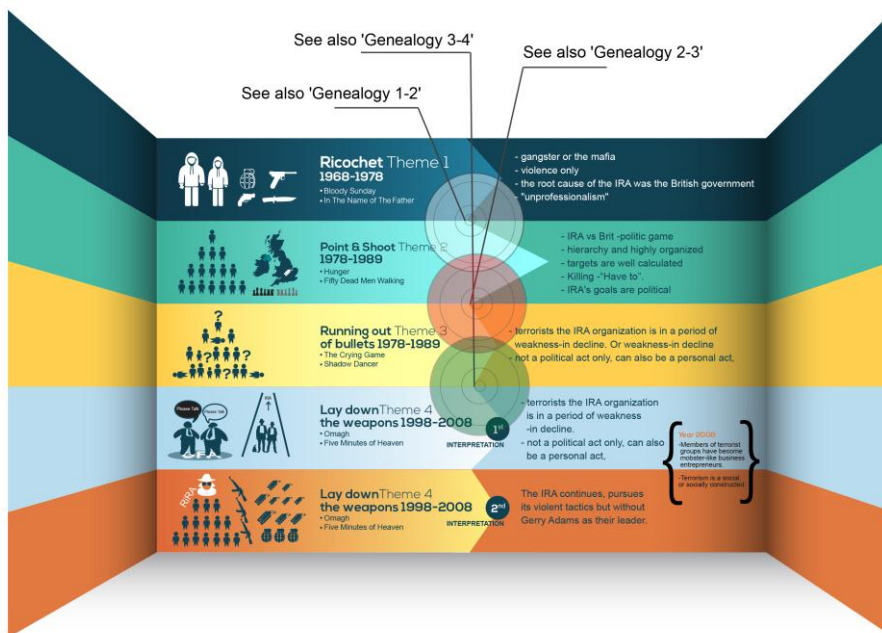 See also 'Genealogy 3-4'
See also 'Genealogy 2-3'
See also 'Genealogy 1-2'
Ricochet Theme 1
1968-1978
• Bloody Sunday
• In The Name of The Father
- gangster or the mafia
- violence only
- the root cause of the IRA was the British government
- "unprofessionalism"
Point & Shoot Theme 2
1978-1989
• Hunger
• Fifty Dead Men Walking
- IRA vs Brit -politic game
- hierarchy and highly organized
- targets are well calculated
- Killing -"Have to".
- IRA's goals are political
? ? ? ?
Running out Theme 3
of bullets 1978-1989
• The Crying Game
• Shadow Dancer
- terrorists the IRA organization is in a period of
weakness-in decline. Or weakness-in decline
- not a political act only, can also be a personal act,
Please Talk
Please Talk
Lay down Theme 4
the weapons 1998-2008
• Omagh
• Five Minutes of Heaven
1st
INTERPRETATION
- terrorists the IRA organization
is in a period of weakness
-in decline.
- not a political act only, can also
be a personal act,
Year 2008
-Members of terrorist
groups have become
mobster-like business
entrepreneurs.
-Terrorism is a social,
or socially constructed.
RIRA
Lay down Theme 4
the weapons 1998-2008
• Omagh
• Five Minutes of Heaven
2nd
INTERPRETATION
The IRA continues, pursues
its violent tactics but without
Gerry Adams as their leader.